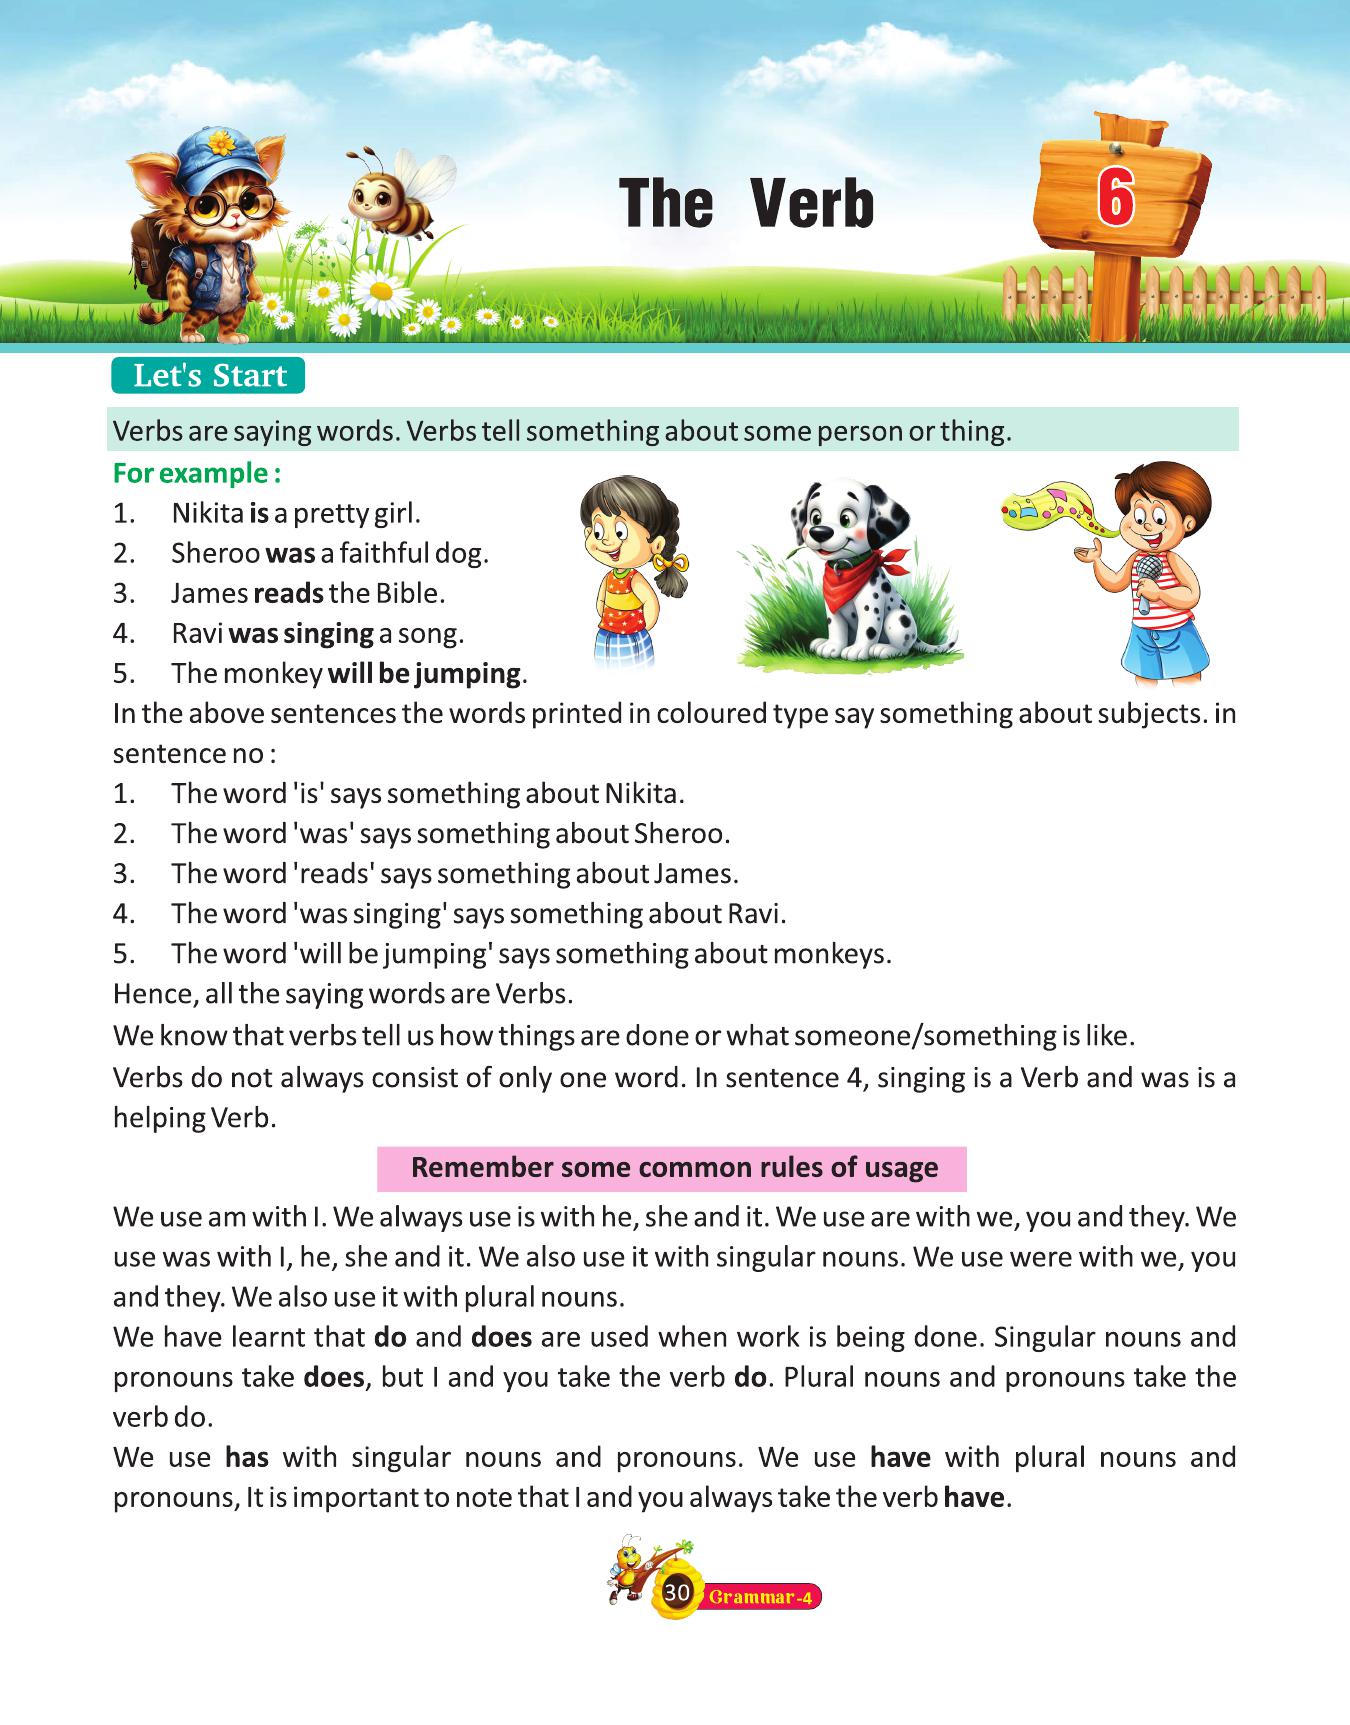 The Verb
6
Let's Start
Verbs are saying words. Verbs tell something about some person or thing.
For example :
1. Nikita is a pretty girl.
2. Sheroo was a faithful dog.
3. James reads the Bible.
4. Ravi was singing a song.
5. The monkey will be jumping.
In the above sentences the words printed in coloured type say something about subjects. in
sentence no :
1. The word 'is' says something about Nikita.
2. The word 'was' says something about Sheroo.
3. The word 'reads' says something about James.
4. The word 'was singing' says something about Ravi.
5. The word 'will be jumping' says something about monkeys.
Hence, all the saying words are Verbs.
We know that verbs tell us how things are done or what someone/something is like.
Verbs do not always consist of only one word. In sentence 4, singing is a Verb and was is a
helping Verb.
Remember some common rules of usage
We use am with I. We always use is with he, she and it. We use are with we, you and they. We
use was with I, he, she and it. We also use it with singular nouns. We use were with we, you
and they. We also use it with plural nouns.
We have learnt that do and does are used when work is being done. Singular nouns and
pronouns take does, but I and you take the verb do. Plural nouns and pronouns take the
verb do.
We use has with singular nouns and pronouns. We use have with plural nouns and
pronouns, It is important to note that I and you always take the verb have.
30 Grammar-4